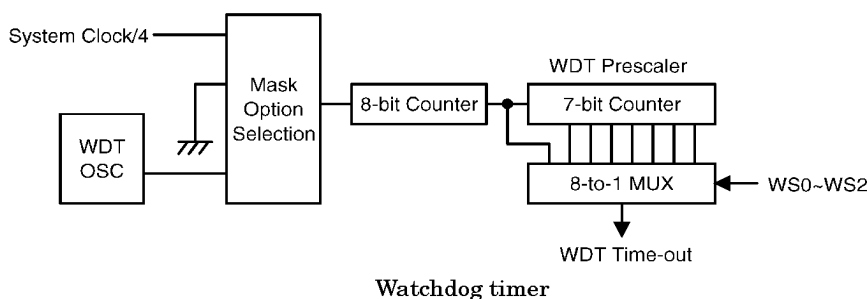 System Clock/4
Mask
Option
Selection
WDT
OSC
8-bit Counter
WDT Prescaler
7-bit Counter
8-to-1 MUX
WS0~WS2
WDT Time-out
Watchdog timer